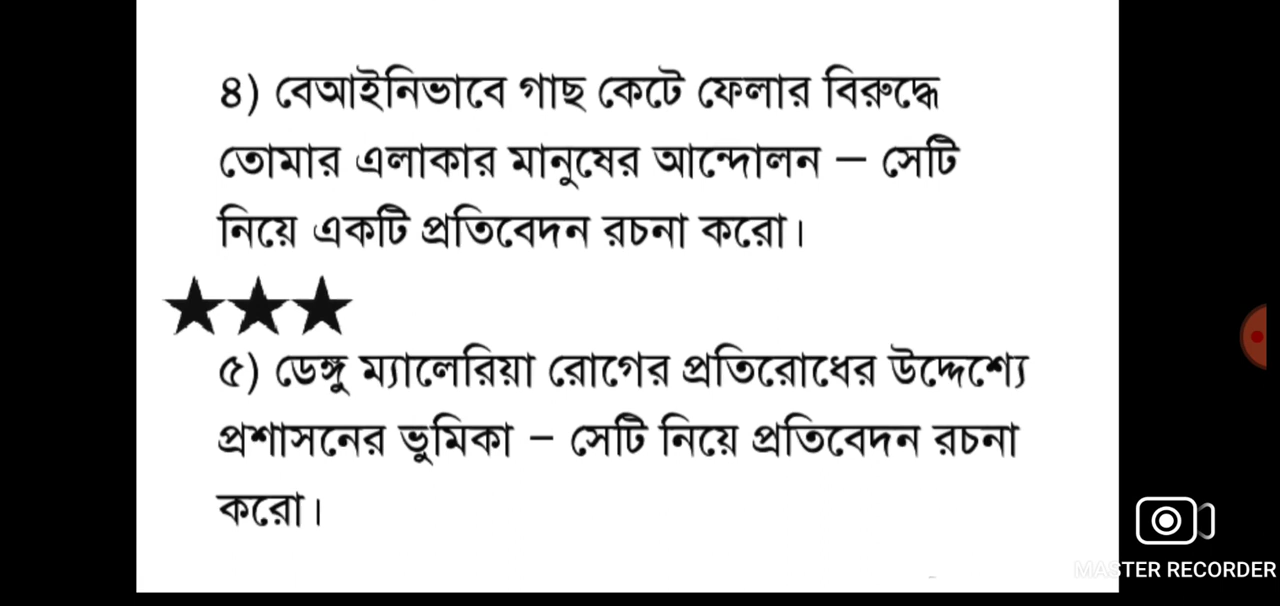 ৪) বেআইনিভাবে গাছ কেটে ফেলার বিরুদ্ধে
তোমার এলাকার মানুষের আন্দোলন – সেটি
নিয়ে একটি প্রতিবেদন রচনা করো।
★★★
৫) ডেঙ্গু ম্যালেরিয়া রোগের প্রতিরোধের উদ্দেশ্যে
প্রশাসনের ভুমিকা – সেটি নিয়ে প্রতিবেদন রচনা
করো।
MASTER RECORDER